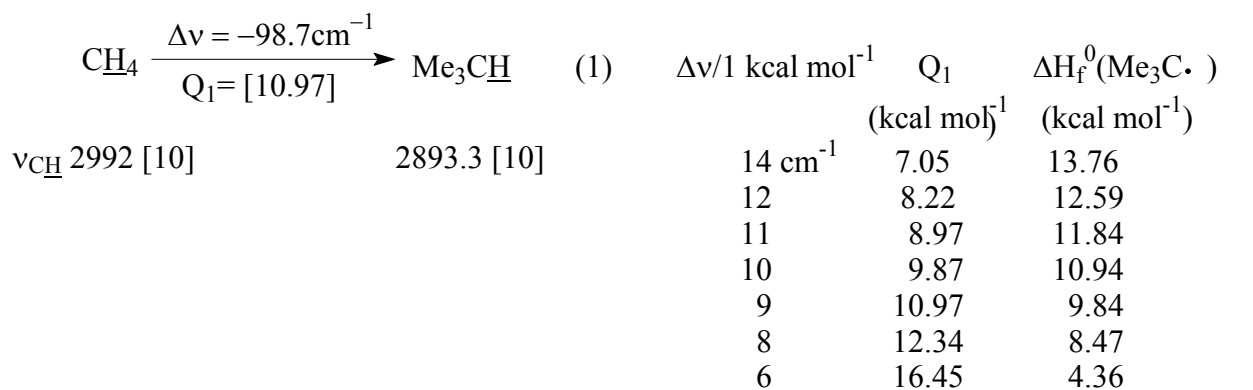 Δν = −98.7cm⁻¹
CH₄ Me₃CH (1) Δν/1 kcal mol⁻¹ Q₁ ΔH_f⁰(Me₃C• )
Q₁= [10.97]
(kcal mol)⁻¹ (kcal mol⁻¹)
ν_CH 2992 [10] 2893.3 [10] 14 cm⁻¹ 7.05 13.76
12 8.22 12.59
11 8.97 11.84
10 9.87 10.94
9 10.97 9.84
8 12.34 8.47
6 16.45 4.36